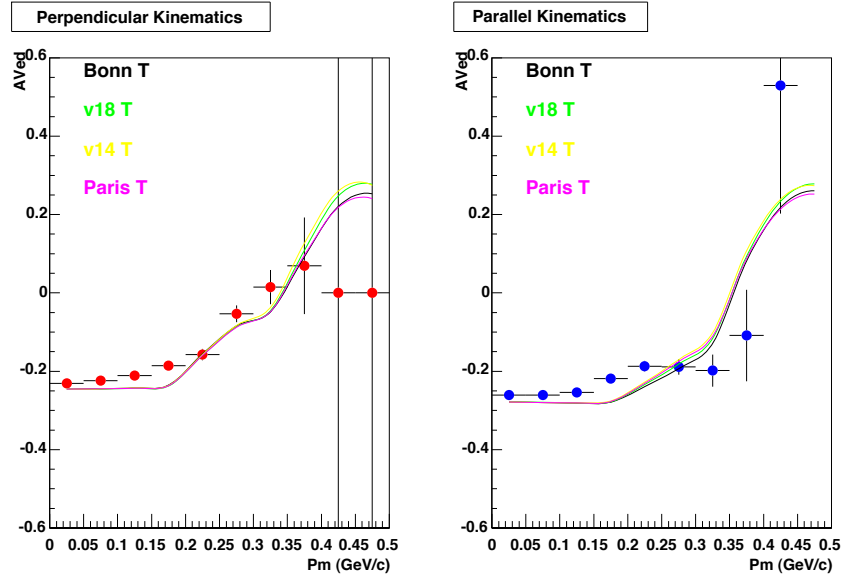 Perpendicular Kinematics
AVed
0.6
0.4
0.2
0
-0.2
-0.4
-0.6
Bonn T
v18 T
v14 T
Paris T
0 0.05 0.1 0.15 0.2 0.25 0.3 0.35 0.4 0.45 0.5
Pm (GeV/c)
Parallel Kinematics
AVed
0.6
0.4
0.2
0
-0.2
-0.4
-0.6
Bonn T
v18 T
v14 T
Paris T
0 0.05 0.1 0.15 0.2 0.25 0.3 0.35 0.4 0.45 0.5
Pm (GeV/c)